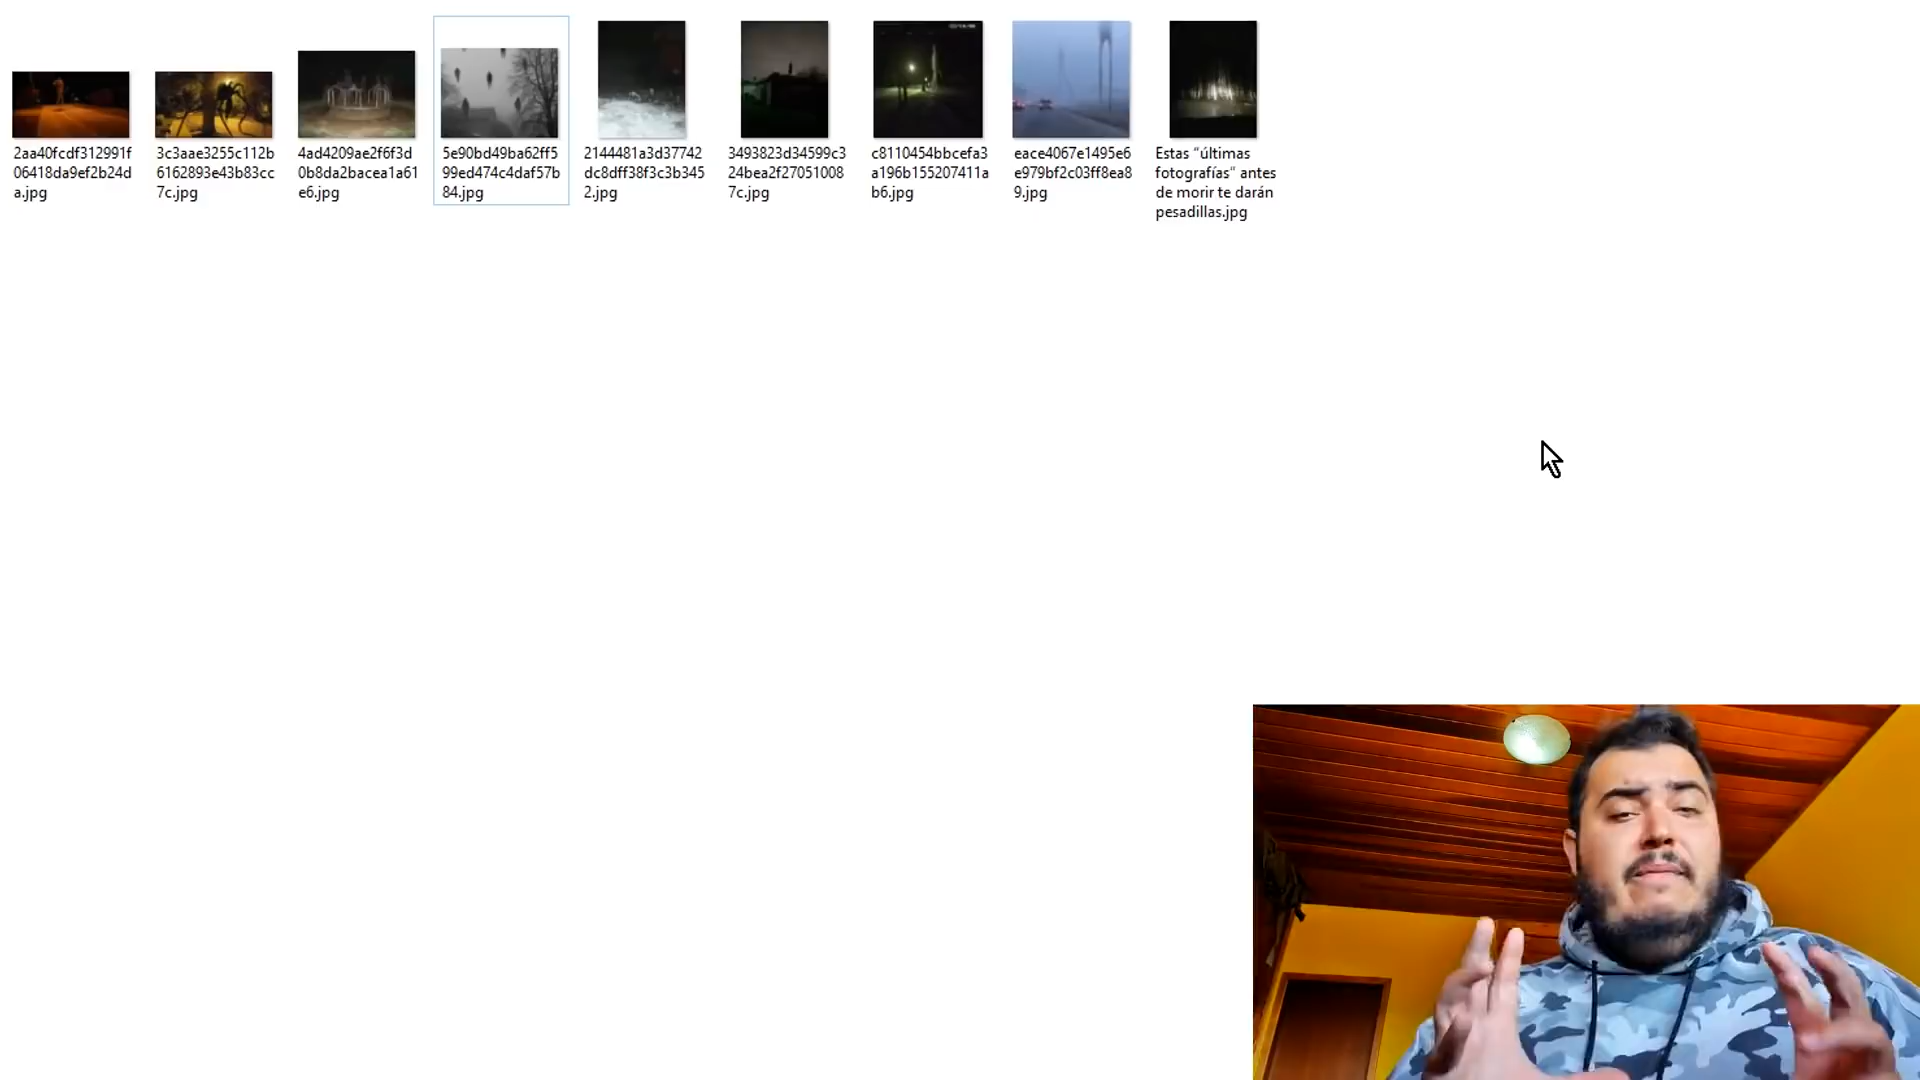 2aa40fcdf312991f
06418da9ef2b24d
a.jpg
3c3aae3255c112b
6162893e43b83cc
7c.jpg
4ad4209ae2f6f3d
0b8da2bacea1a61
e6.jpg
5e90bd49ba62ff5
99ed474c4daf57b
84.jpg
2144481a3d37742
dc8dff38f3c3b345
2.jpg
3493823d34599c3
24bea2f27051008
7c.jpg
c8110454bbcefa3
a196b155207411a
b6.jpg
eace4067e1495e6
e979bf2c03ff8ea8
9.jpg
Estas “últimas
fotografías” antes
de morir te darán
pesadillas.jpg